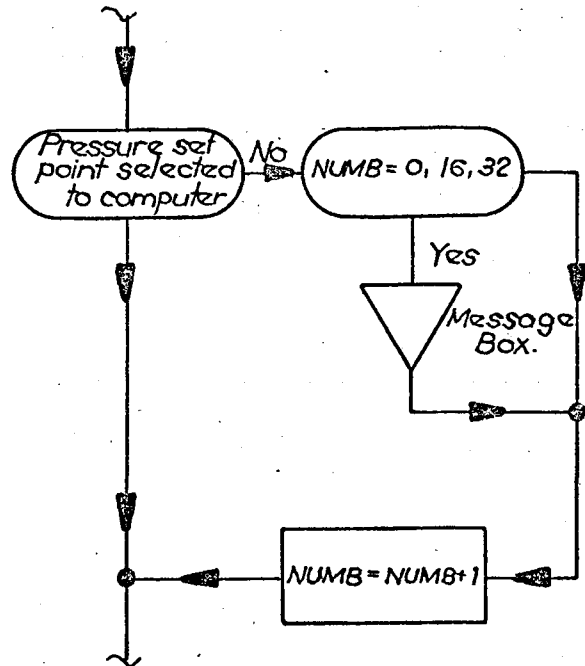 Pressure set
point selected
to computer
No
NUMB = 0, 16, 32
Yes
Message
Box.
NUMB = NUMB+1